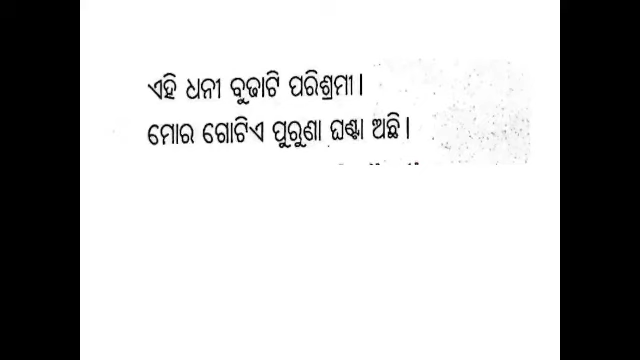 ଏହି ଧନୀ ବୁଢାଟି ପରିଶ୍ରମୀ।
ମୋର ଗୋଟିଏ ପୁରୁଣା ଘଣ୍ଟା ଅଛି।